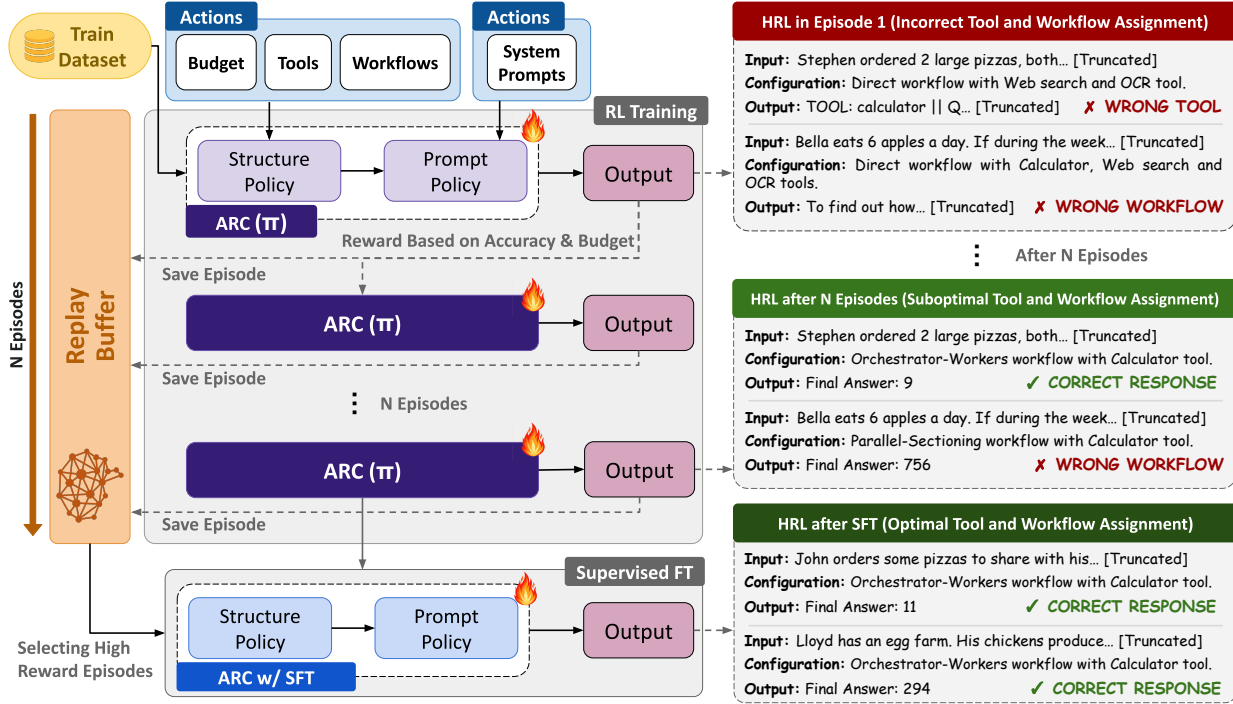 Train
Dataset
Actions
Budget
Tools
Workflows
Actions
System
Prompts
RL Training
Structure
Policy
Prompt
Policy
ARC (π)
Output
Reward Based on Accuracy & Budget
Save Episode
ARC (π)
Output
Save Episode
N Episodes
ARC (π)
Output
Save Episode
N Episodes
Replay
Buffer
Selecting High
Reward Episodes
Supervised FT
Structure
Policy
Prompt
Policy
ARC w/ SFT
Output
HRL in Episode 1 (Incorrect Tool and Workflow Assignment)
Input: Stephen ordered 2 large pizzas, both... [Truncated]
Configuration: Direct workflow with Web search and OCR tool.
Output: TOOL: calculator || Q... [Truncated] ✗ WRONG TOOL
Input: Bella eats 6 apples a day. If during the week... [Truncated]
Configuration: Direct workflow with Calculator, Web search and
OCR tools.
Output: To find out how... [Truncated] ✗ WRONG WORKFLOW
After N Episodes
HRL after N Episodes (Suboptimal Tool and Workflow Assignment)
Input: Stephen ordered 2 large pizzas, both... [Truncated]
Configuration: Orchestrator-Workers workflow with Calculator tool.
Output: Final Answer: 9 ✓ CORRECT RESPONSE
Input: Bella eats 6 apples a day. If during the week... [Truncated]
Configuration: Parallel-Sectioning workflow with Calculator tool.
Output: Final Answer: 756 ✗ WRONG WORKFLOW
HRL after SFT (Optimal Tool and Workflow Assignment)
Input: John orders some pizzas to share with his... [Truncated]
Configuration: Orchestrator-Workers workflow with Calculator tool.
Output: Final Answer: 11 ✓ CORRECT RESPONSE
Input: Lloyd has an egg farm. His chickens produce... [Truncated]
Configuration: Orchestrator-Workers workflow with Calculator tool.
Output: Final Answer: 294 ✓ CORRECT RESPONSE